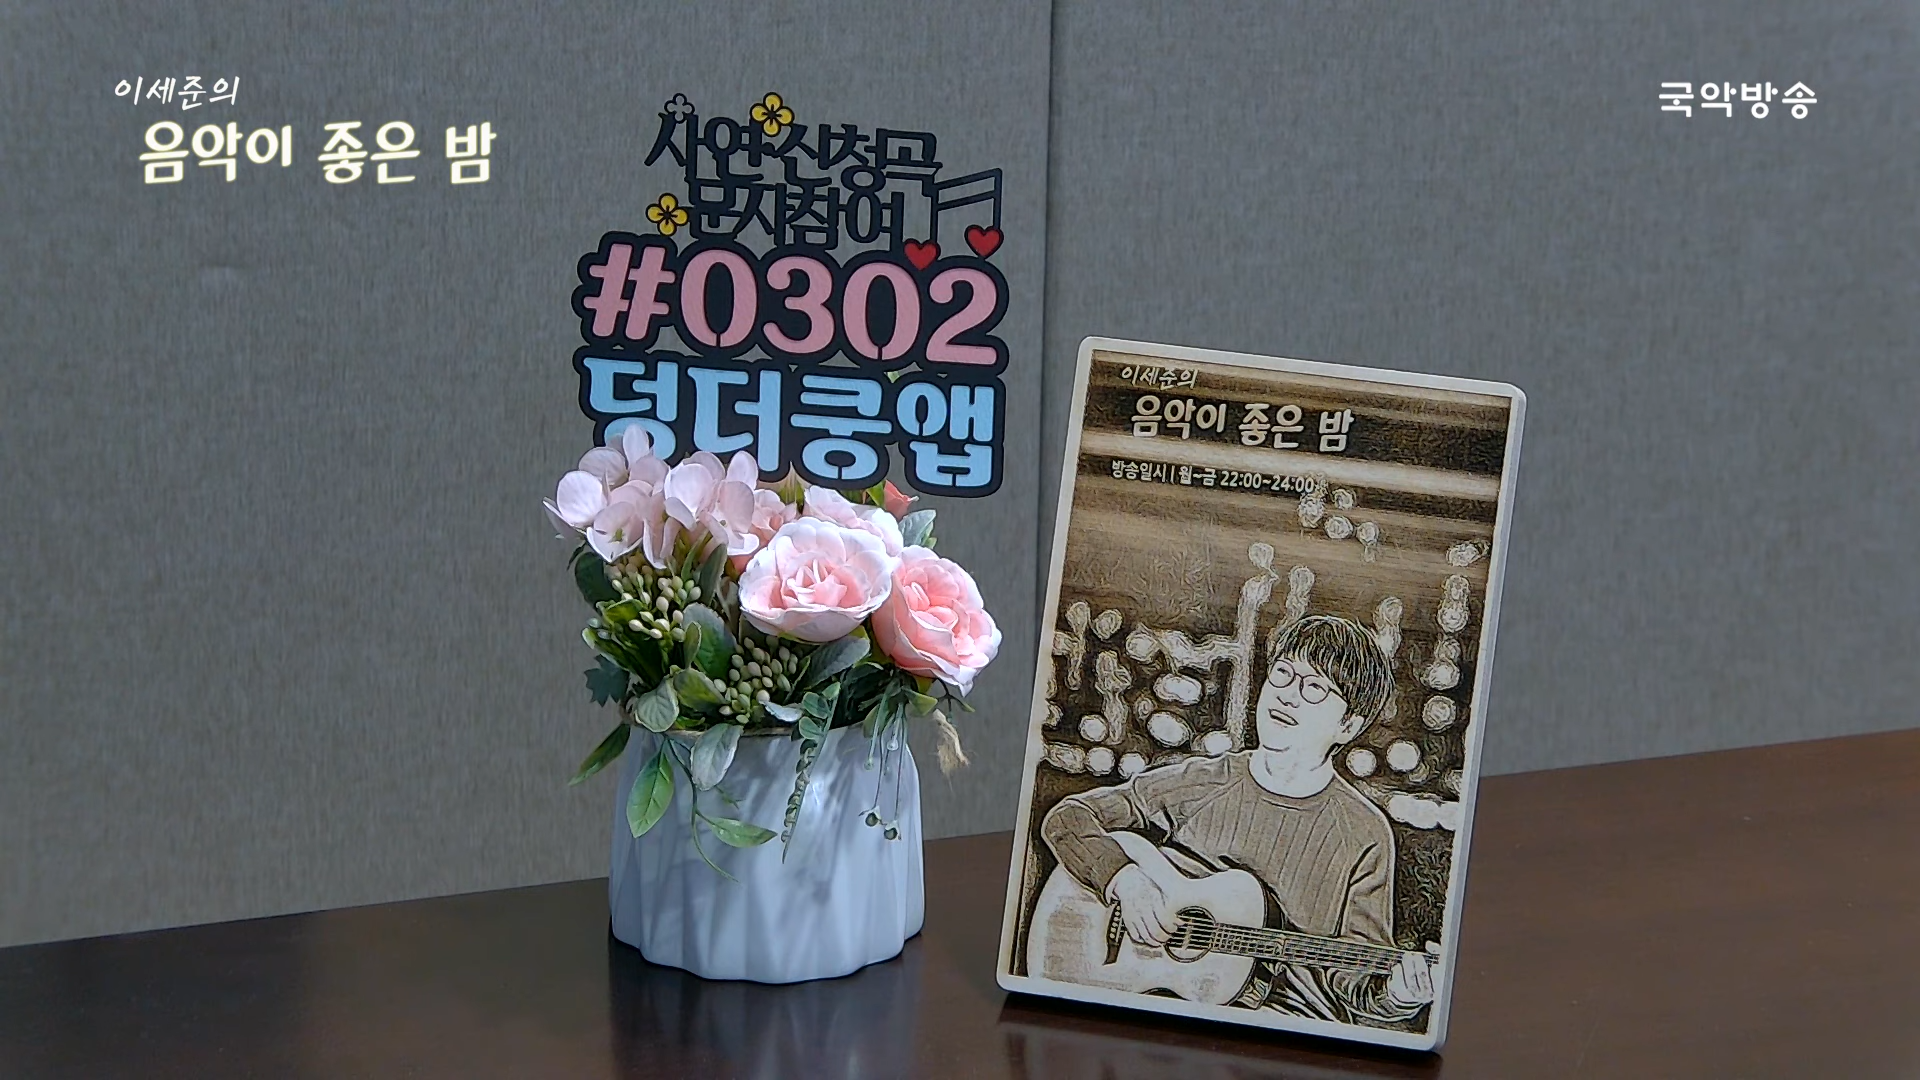 이세준의
음악이 좋은 밤
국악방송
사연·신청곡
문자참여
#0302
덩더쿵앱
이세준의
음악이 좋은 밤
방송일시 | 월~금 22:00~24:00